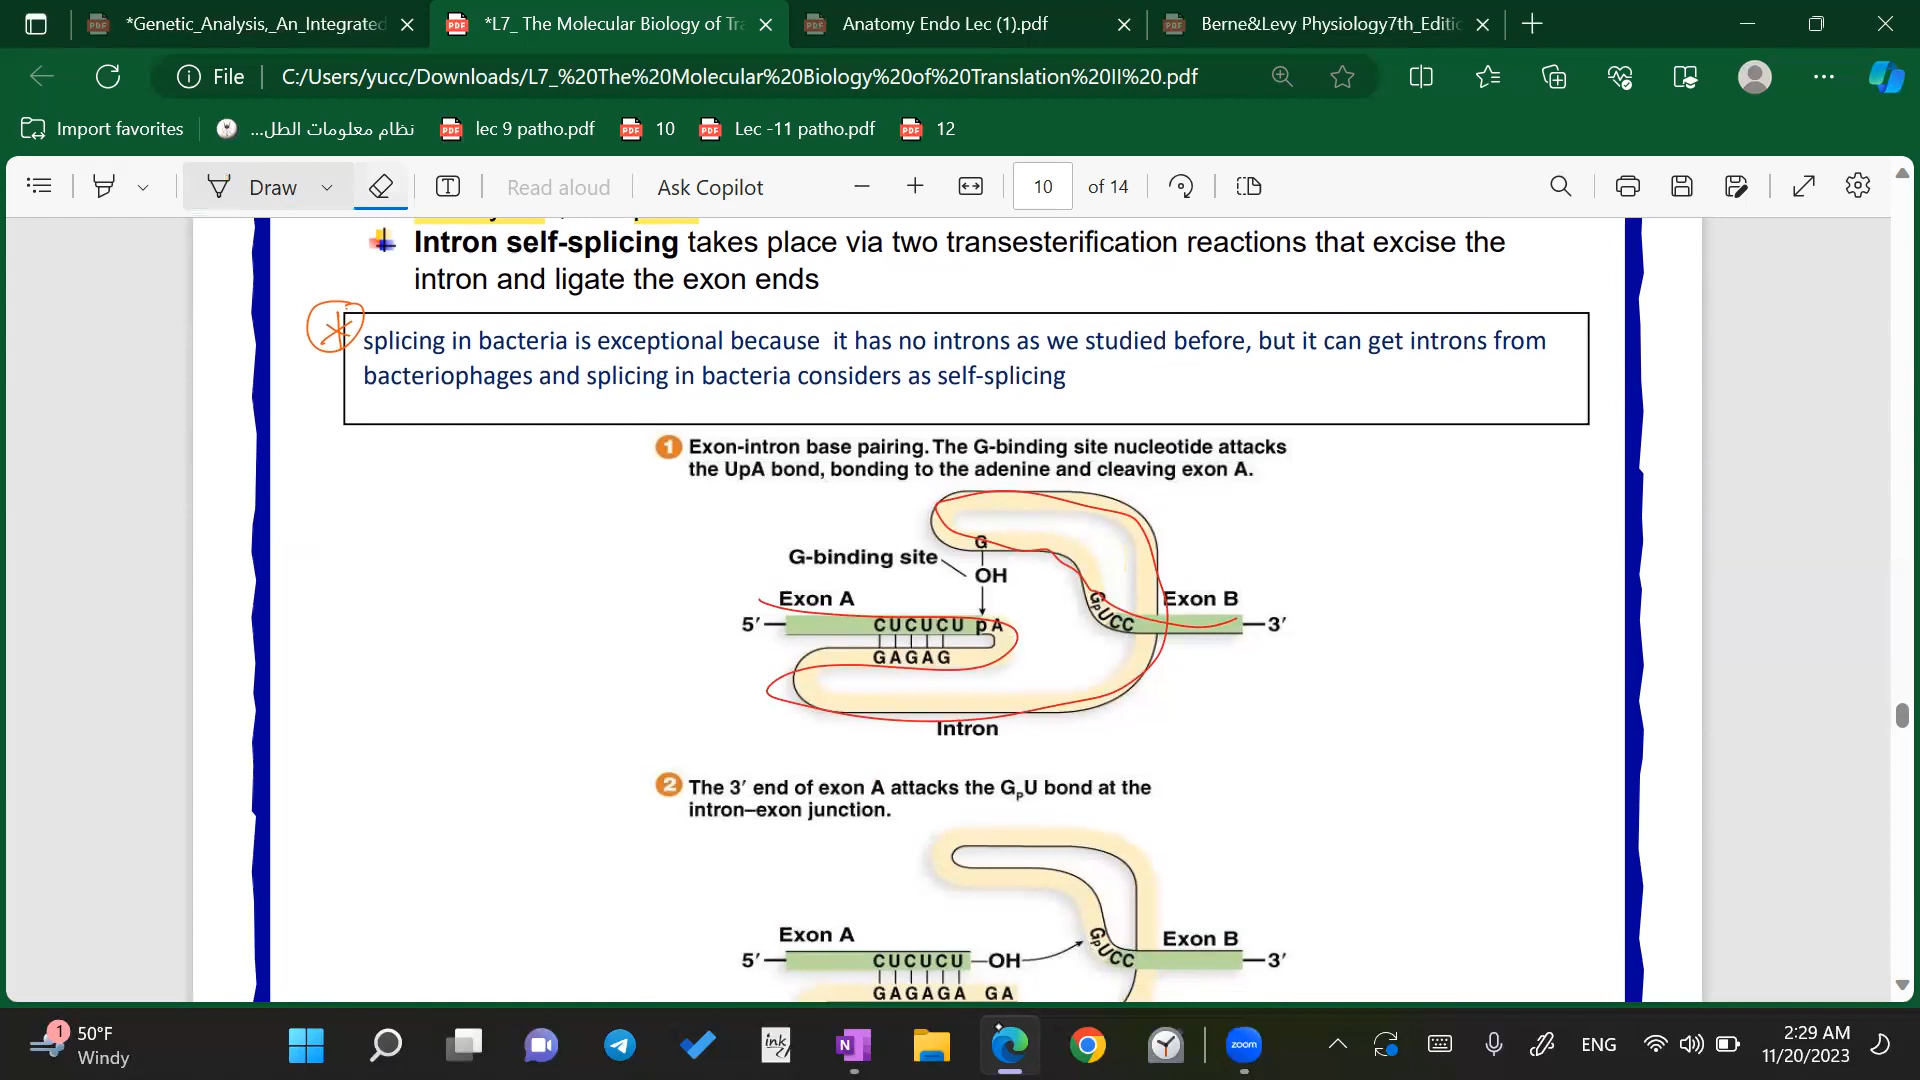 *Genetic_Analysis,_An_Integrated
*L7_ The Molecular Biology of Tra
Anatomy Endo Lec (1).pdf
Berne&Levy Physiology7th_Editic
File
C:/Users/yucc/Downloads/L7_%20The%20Molecular%20Biology%20of%20Translation%20II%20.pdf
Import favorites
نظام معلومات الطل...
lec 9 patho.pdf
10
Lec -11 patho.pdf
12
Draw
Read aloud
Ask Copilot
10
of 14
Intron self-splicing takes place via two transesterification reactions that excise the
intron and ligate the exon ends
splicing in bacteria is exceptional because it has no introns as we studied before, but it can get introns from
bacteriophages and splicing in bacteria considers as self-splicing
1 Exon-intron base pairing. The G-binding site nucleotide attacks
the UpA bond, bonding to the adenine and cleaving exon A.
G
G-binding site
OH
Exon A
Exon B
5′
CUCUCU pA
GpUCC
3′
GAGAG
Intron
2 The 3′ end of exon A attacks the GpU bond at the
intron–exon junction.
Exon A
Exon B
5′
CUCUCU
OH
GpUCC
3′
GAGAGA GA
1
50°F
Windy
ink
N
zoom
ENG
2:29 AM
11/20/2023